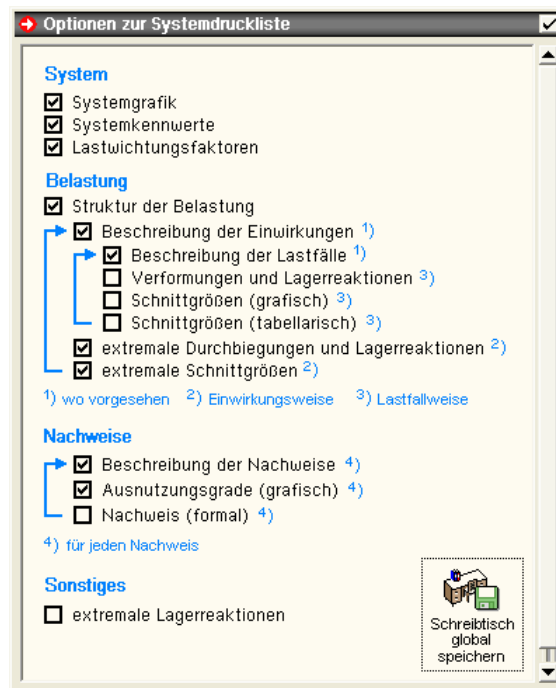 Optionen zur Systemdruckliste
System
Systemgrafik
Systemkennwerte
Lastwichtungsfaktoren
Belastung
Struktur der Belastung
Beschreibung der Einwirkungen 1)
Beschreibung der Lastfälle 1)
Verformungen und Lagerreaktionen 3)
Schnittgrößen (grafisch) 3)
Schnittgrößen (tabellarisch) 3)
extremale Durchbiegungen und Lagerreaktionen 2)
extremale Schnittgrößen 2)
1) wo vorgesehen 2) Einwirkungsweise 3) Lastfallweise
Nachweise
Beschreibung der Nachweise 4)
Ausnutzungsgrade (grafisch) 4)
Nachweis (formal) 4)
4) für jeden Nachweis
Sonstiges
extremale Lagerreaktionen
Schreibtisch
global
speichern